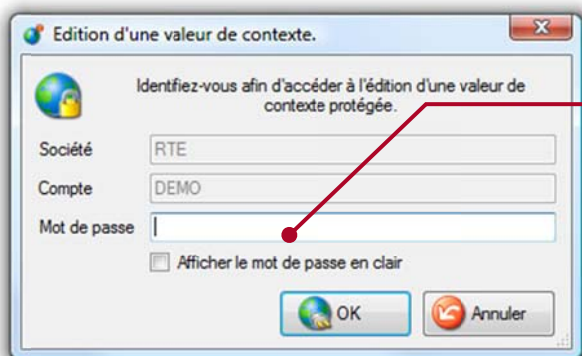 Edition d'une valeur de contexte.
Identifiez-vous afin d'accéder à l'édition d'une valeur de
contexte protégée.
Société RTE
Compte DEMO
Mot de passe
Afficher le mot de passe en clair
OK Annuler